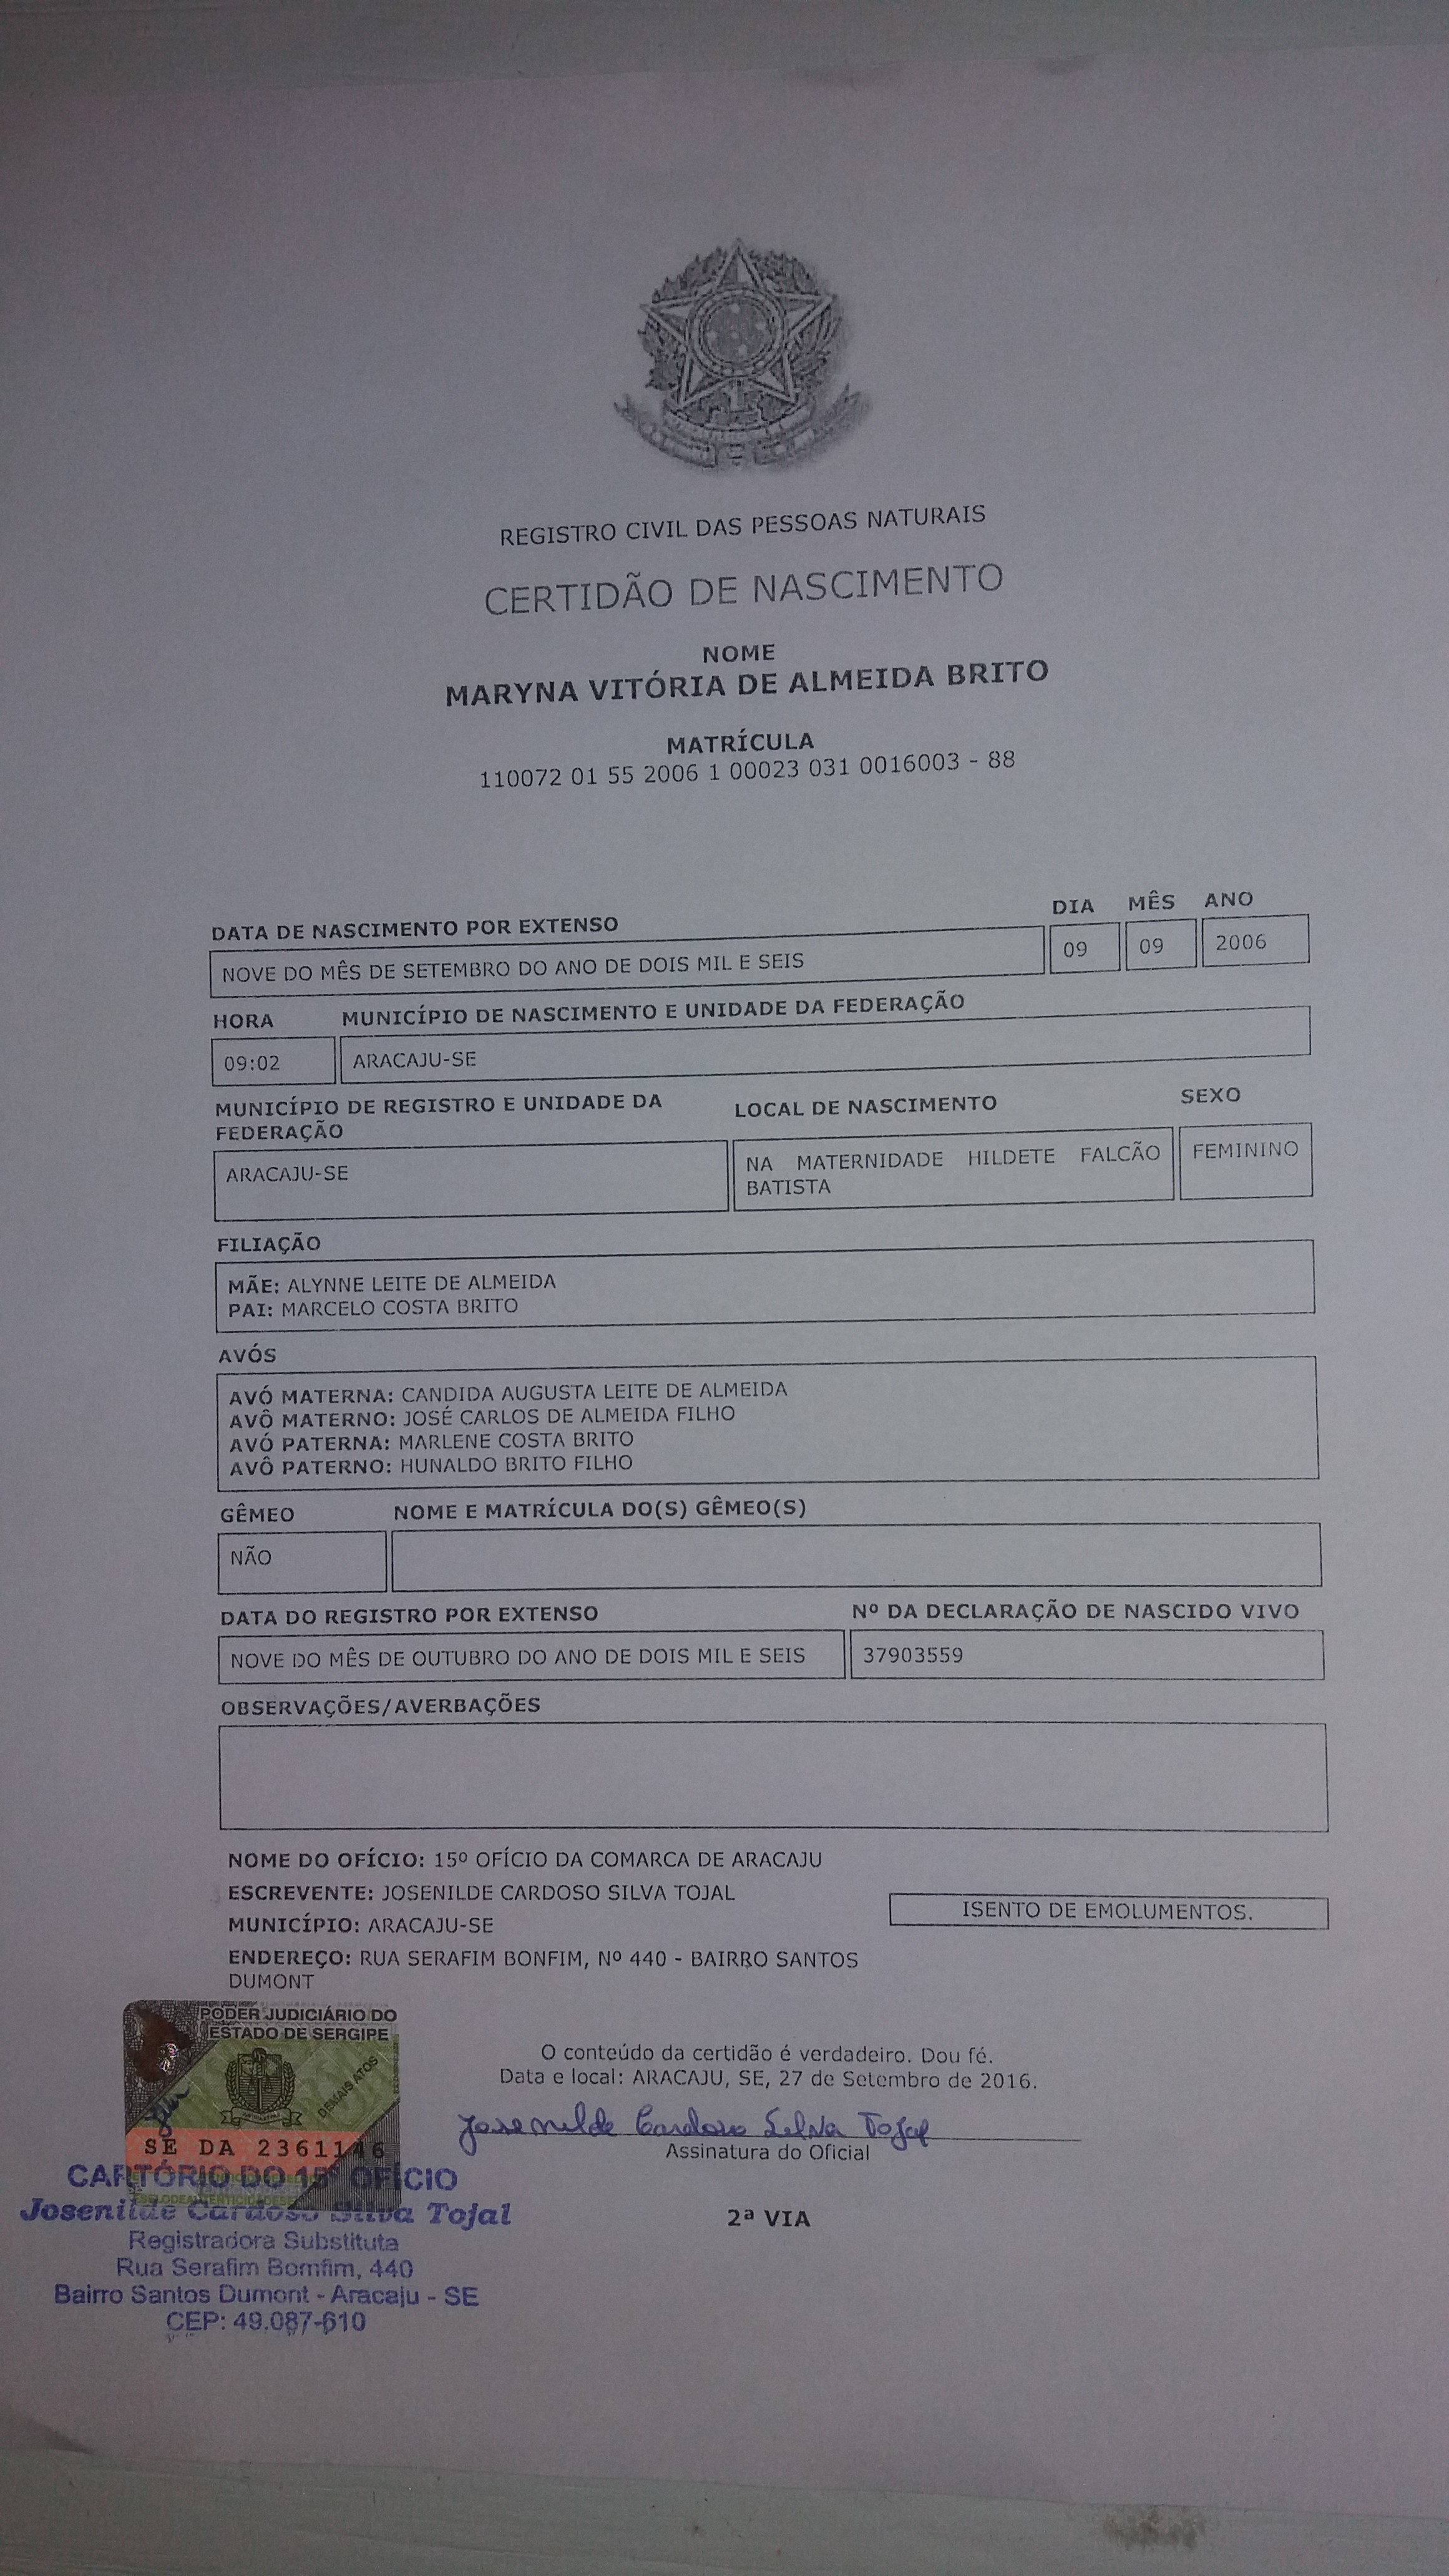 REGISTRO CIVIL DAS PESSOAS NATURAIS
CERTIDÃO DE NASCIMENTO
NOME
MARYNA VITÓRIA DE ALMEIDA BRITO
MATRÍCULA
110072 01 55 2006 1 00023 031 0016003 - 88
DATA DE NASCIMENTO POR EXTENSO DIA MÊS ANO
NOVE DO MÊS DE SETEMBRO DO ANO DE DOIS MIL E SEIS 09 09 2006
HORA MUNICÍPIO DE NASCIMENTO E UNIDADE DA FEDERAÇÃO
09:02 ARACAJU-SE
MUNICÍPIO DE REGISTRO E UNIDADE DA
FEDERAÇÃO
LOCAL DE NASCIMENTO
SEXO
ARACAJU-SE
NA MATERNIDADE HILDETE FALCÃO
BATISTA
FEMININO
FILIAÇÃO
MÃE: ALYNNE LEITE DE ALMEIDA
PAI: MARCELO COSTA BRITO
AVÓS
AVÓ MATERNA: CANDIDA AUGUSTA LEITE DE ALMEIDA
AVÔ MATERNO: JOSÉ CARLOS DE ALMEIDA FILHO
AVÓ PATERNA: MARLENE COSTA BRITO
AVÔ PATERNO: HUNALDO BRITO FILHO
GÊMEO NOME E MATRÍCULA DO(S) GÊMEO(S)
NÃO
DATA DO REGISTRO POR EXTENSO Nº DA DECLARAÇÃO DE NASCIDO VIVO
NOVE DO MÊS DE OUTUBRO DO ANO DE DOIS MIL E SEIS 37903559
OBSERVAÇÕES/AVERBAÇÕES
NOME DO OFÍCIO: 15º OFÍCIO DA COMARCA DE ARACAJU
ESCREVENTE: JOSENILDE CARDOSO SILVA TOJAL
ISENTO DE EMOLUMENTOS.
MUNICÍPIO: ARACAJU-SE
ENDEREÇO: RUA SERAFIM BONFIM, Nº 440 - BAIRRO SANTOS
DUMONT
PODER JUDICIÁRIO DO
ESTADO DE SERGIPE
DEMAIS ATOS
SE DA 2361146
O conteúdo da certidão é verdadeiro. Dou fé.
Data e local: ARACAJU, SE, 27 de Setembro de 2016.
Josenilde Cardoso Silva Tojal
Assinatura do Oficial
2ª VIA
CARTÓRIO DO 15º OFÍCIO
Josenilde Cardoso Silva Tojal
Registradora Substituta
Rua Serafim Bomfim, 440
Bairro Santos Dumont - Aracaju - SE
CEP: 49.087-610